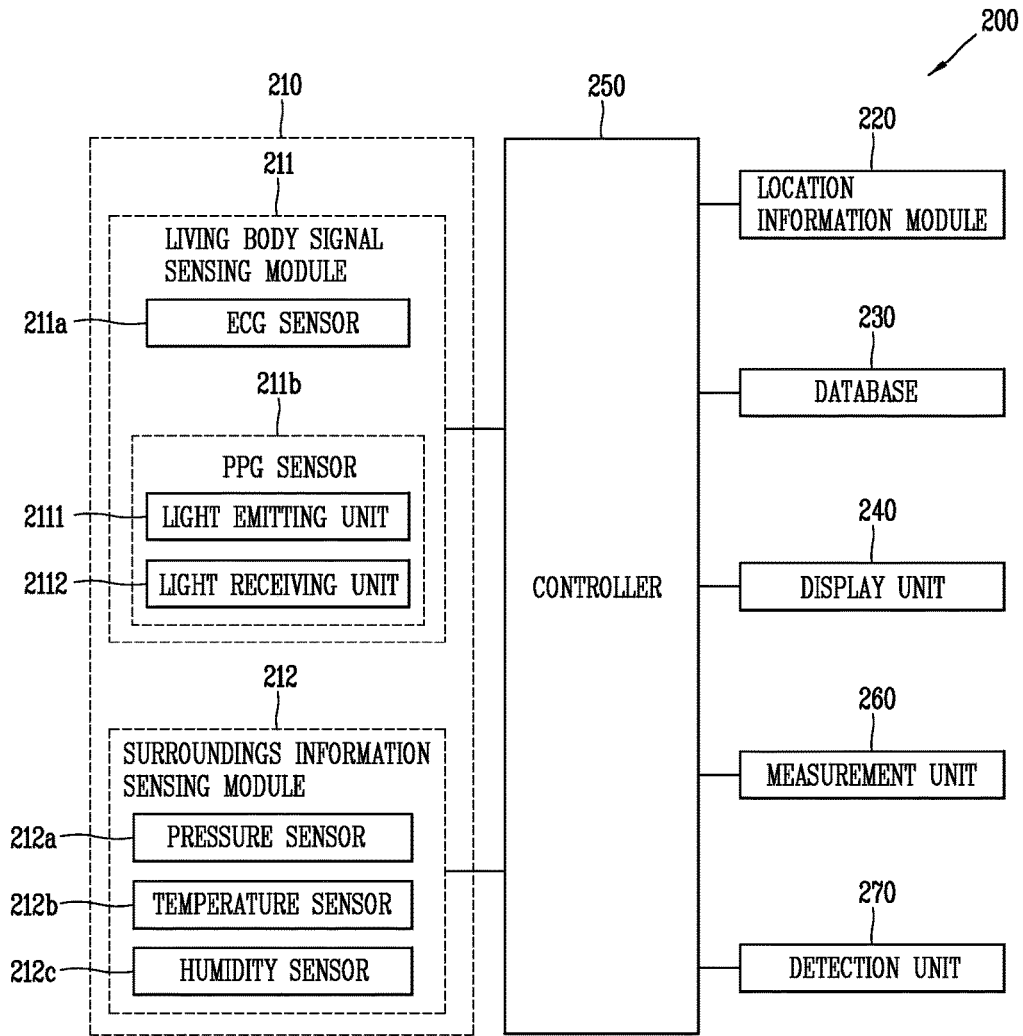 200
210
250
220
211
LOCATION
INFORMATION MODULE
LIVING BODY SIGNAL
SENSING MODULE
211a
ECG SENSOR
230
DATABASE
211b
PPG SENSOR
2111
LIGHT EMITTING UNIT
240
2112
LIGHT RECEIVING UNIT
CONTROLLER
DISPLAY UNIT
212
260
SURROUNDINGS INFORMATION
SENSING MODULE
MEASUREMENT UNIT
212a
PRESSURE SENSOR
212b
TEMPERATURE SENSOR
270
212c
HUMIDITY SENSOR
DETECTION UNIT